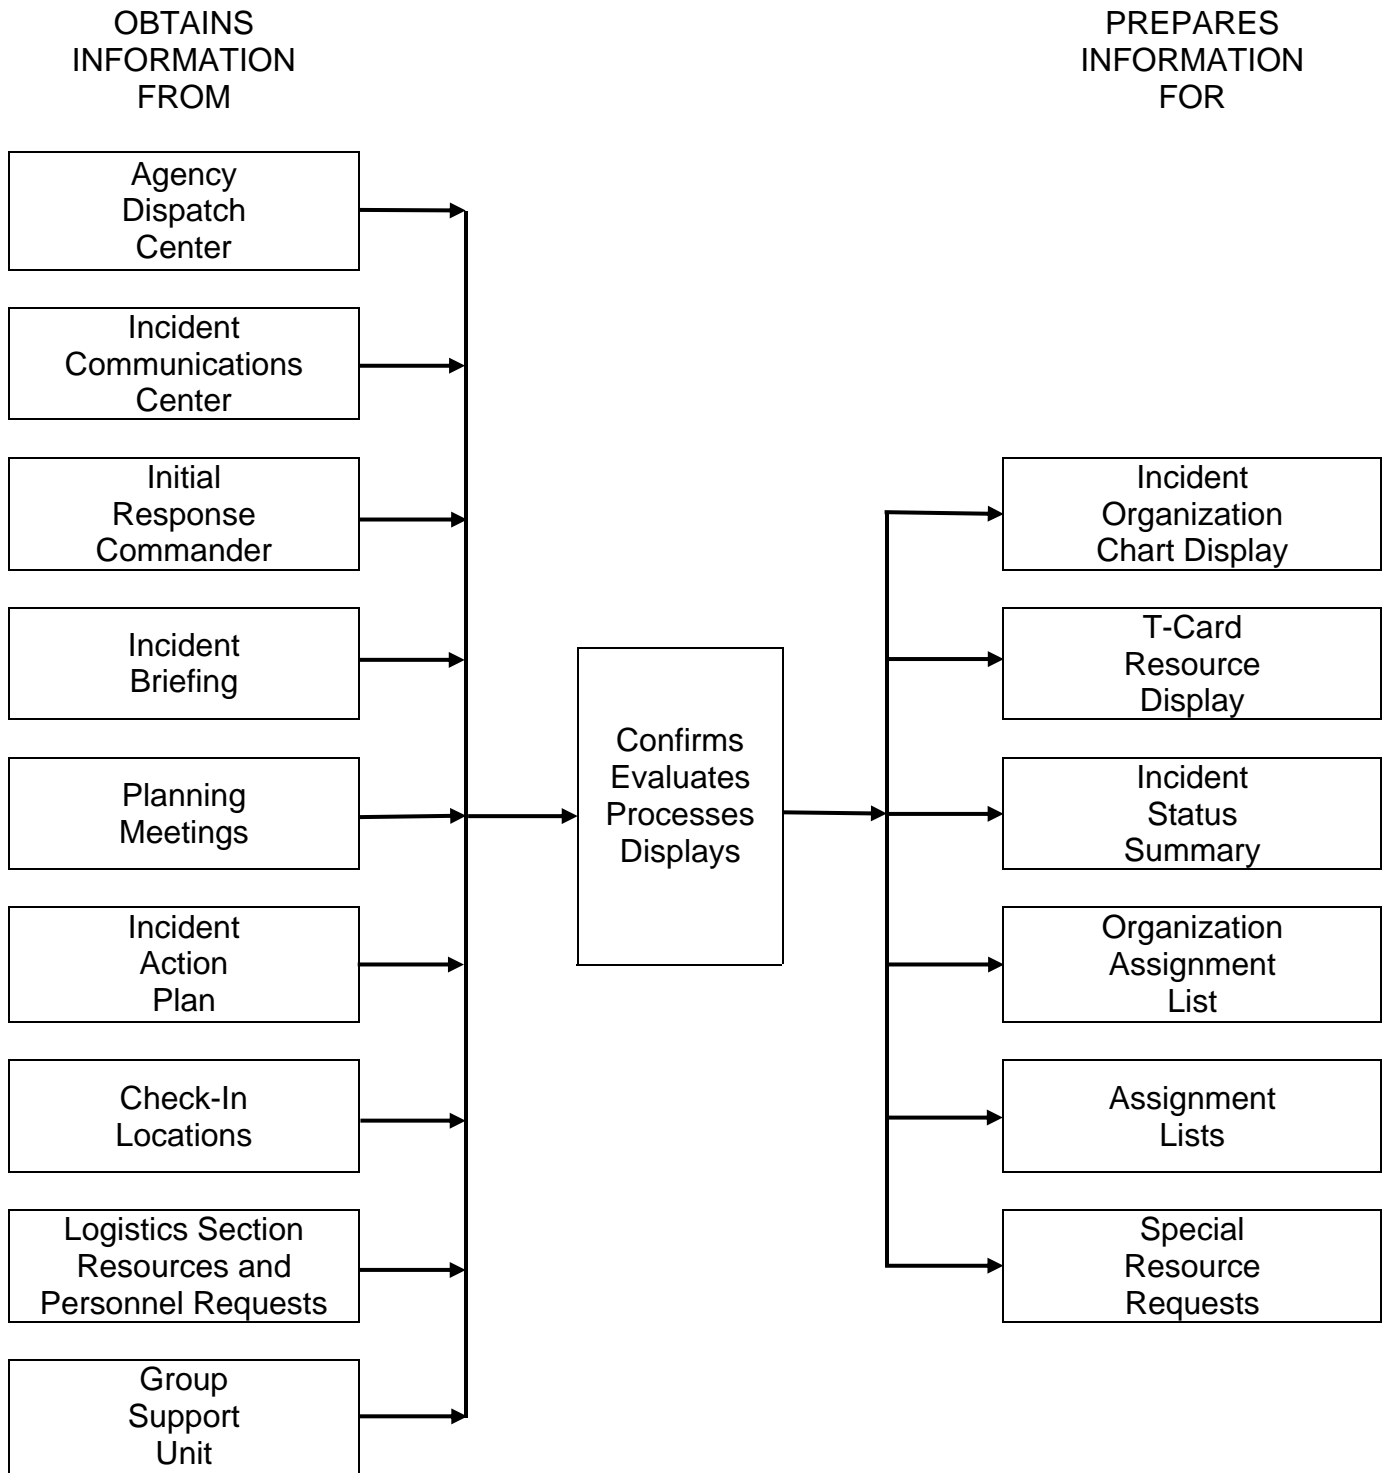 OBTAINS
INFORMATION
FROM
PREPARES
INFORMATION
FOR
Agency
Dispatch
Center
Incident
Communications
Center
Initial
Response
Commander
Incident
Briefing
Planning
Meetings
Incident
Action
Plan
Check-In
Locations
Logistics Section
Resources and
Personnel Requests
Group
Support
Unit
Confirms
Evaluates
Processes
Displays
Incident
Organization
Chart Display
T-Card
Resource
Display
Incident
Status
Summary
Organization
Assignment
List
Assignment
Lists
Special
Resource
Requests